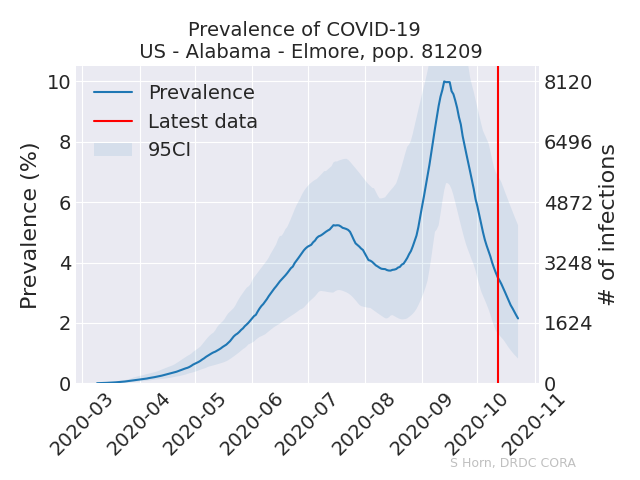 Prevalence of COVID-19
US - Alabama - Elmore, pop. 81209
Prevalence
Latest data
95CI
Prevalence (%)
10
8
6
4
2
0
8120
6496
4872
3248
1624
0
# of infections
2020-03
2020-04
2020-05
2020-06
2020-07
2020-08
2020-09
2020-10
2020-11
S Horn, DRDC CORA